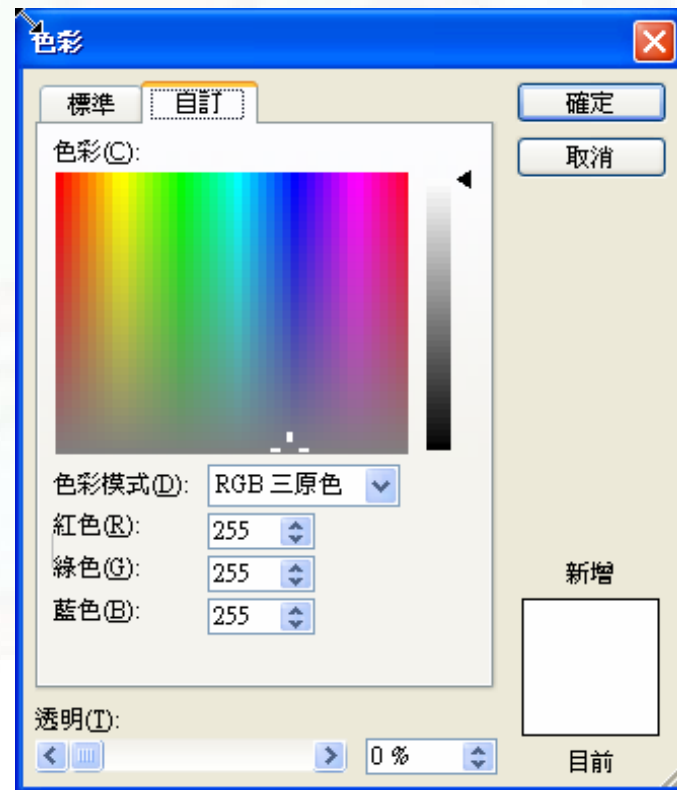 色彩
標準 自訂
確定
取消
色彩(C):
色彩模式(D): RGB 三原色
紅色(R): 255
綠色(G): 255
藍色(B): 255
新增
目前
透明(T):
0 %